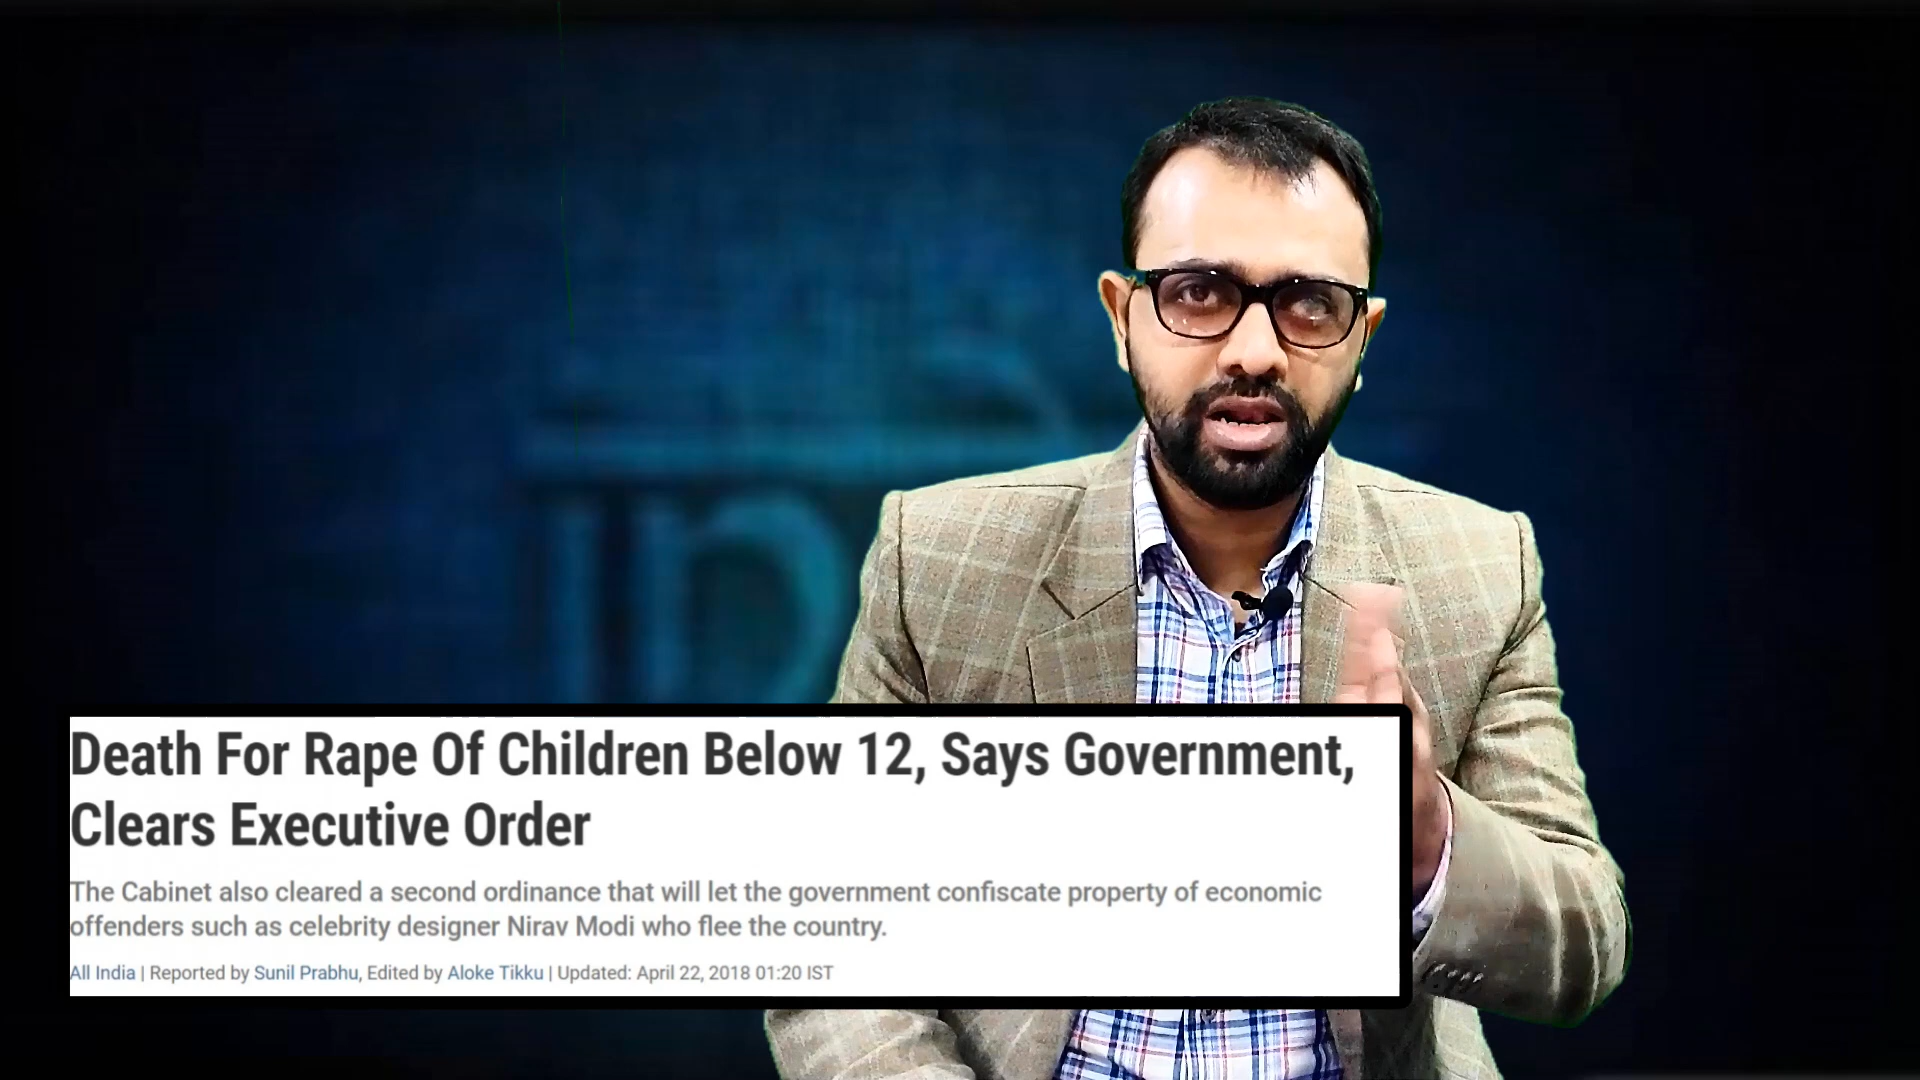 Death For Rape Of Children Below 12, Says Government,
Clears Executive Order
The Cabinet also cleared a second ordinance that will let the government confiscate property of economic
offenders such as celebrity designer Nirav Modi who flee the country.
All India | Reported by Sunil Prabhu, Edited by Aloke Tikku | Updated: April 22, 2018 01:20 IST